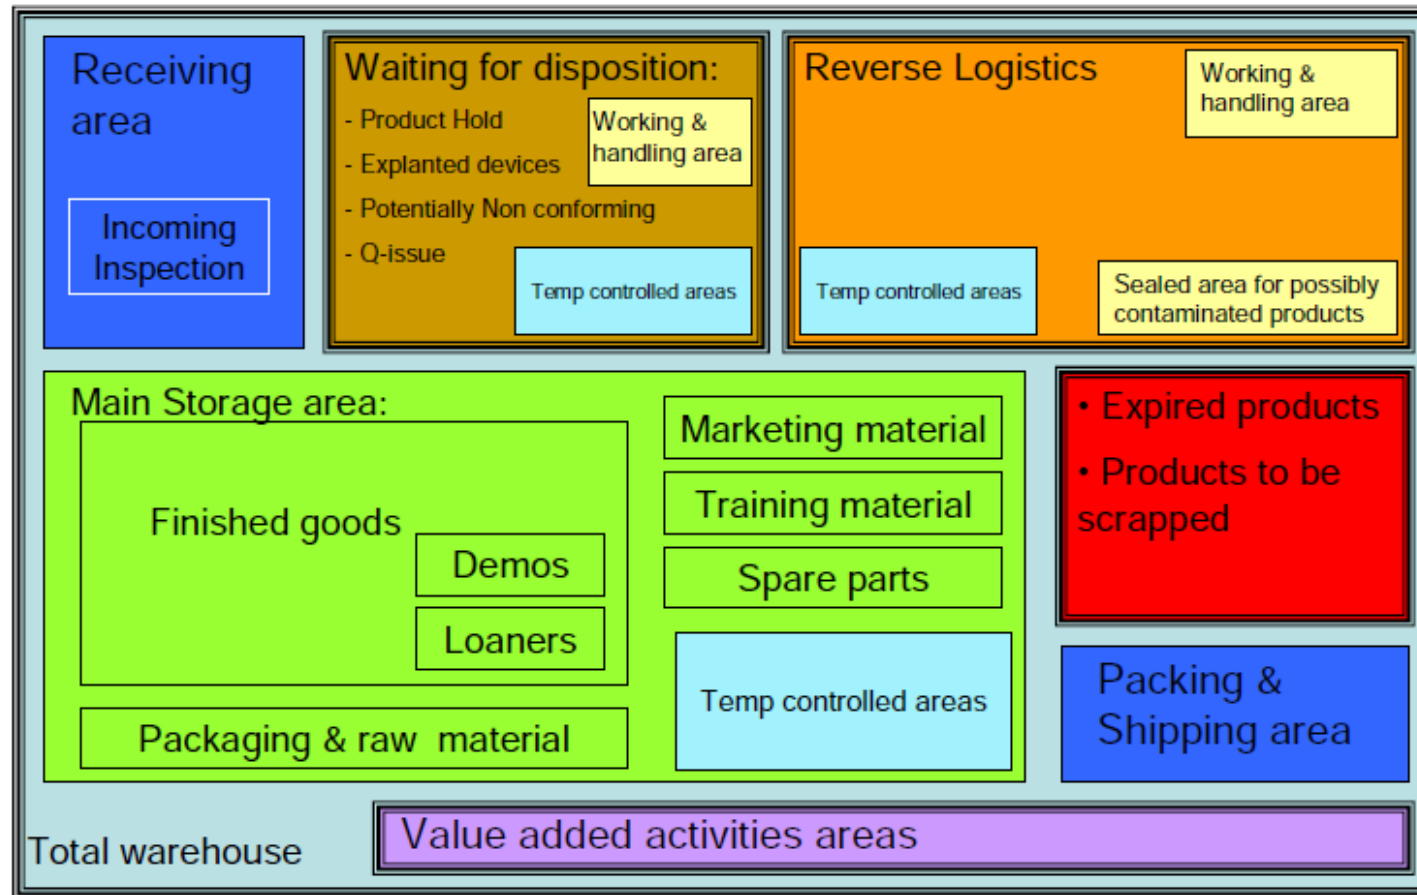 Receiving
area
Incoming
Inspection
Waiting for disposition:
- Product Hold
- Explanted devices
- Potentially Non conforming
- Q-issue
Working &
handling area
Temp controlled areas
Reverse Logistics
Working &
handling area
Temp controlled areas
Sealed area for possibly
contaminated products
Main Storage area:
Finished goods
Demos
Loaners
Packaging & raw material
Marketing material
Training material
Spare parts
Temp controlled areas
• Expired products
• Products to be
scrapped
Packing &
Shipping area
Total warehouse
Value added activities areas